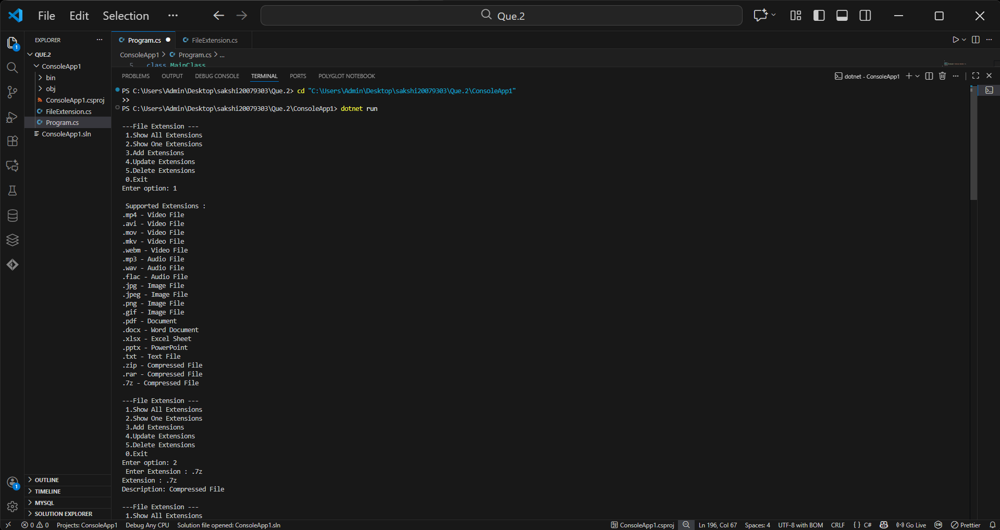 File Edit Selection ··· Que.2
EXPLORER ···
1
QUE.2
ConsoleApp1
bin
obj
ConsoleApp1.csproj
FileExtension.cs
Program.cs
ConsoleApp1.sln
Program.cs FileExtension.cs
ConsoleApp1 > Program.cs > ...
5 class MainClass
PROBLEMS OUTPUT DEBUG CONSOLE TERMINAL PORTS POLYGLOT NOTEBOOK
dotnet - ConsoleApp1
PS C:\Users\Admin\Desktop\sakshi20079303\Que.2> cd "C:\Users\Admin\Desktop\sakshi20079303\Que.2\ConsoleApp1"
>>
PS C:\Users\Admin\Desktop\sakshi20079303\Que.2\ConsoleApp1> dotnet run
---File Extension ---
1.Show All Extensions
2.Show One Extensions
3.Add Extensions
4.Update Extensions
5.Delete Extensions
0.Exit
Enter option: 1
Supported Extensions :
.mp4 - Video File
.avi - Video File
.mov - Video File
.mkv - Video File
.webm - Video File
.mp3 - Audio File
.wav - Audio File
.flac - Audio File
.jpg - Image File
.jpeg - Image File
.png - Image File
.gif - Image File
.pdf - Document
.docx - Word Document
.xlsx - Excel Sheet
.pptx - PowerPoint
.txt - Text File
.zip - Compressed File
.rar - Compressed File
.7z - Compressed File
---File Extension ---
1.Show All Extensions
2.Show One Extensions
3.Add Extensions
4.Update Extensions
5.Delete Extensions
0.Exit
Enter option: 2
Enter Extension : .7z
Extension : .7z
Description: Compressed File
---File Extension ---
1.Show All Extensions
1
OUTLINE
TIMELINE
MYSQL
SOLUTION EXPLORER
0 0 Projects: ConsoleApp1 Debug Any CPU Solution file opened: ConsoleApp1.sln ConsoleApp1.csproj Ln 196, Col 67 Spaces: 4 UTF-8 with BOM CRLF { } C# Go Live Prettier